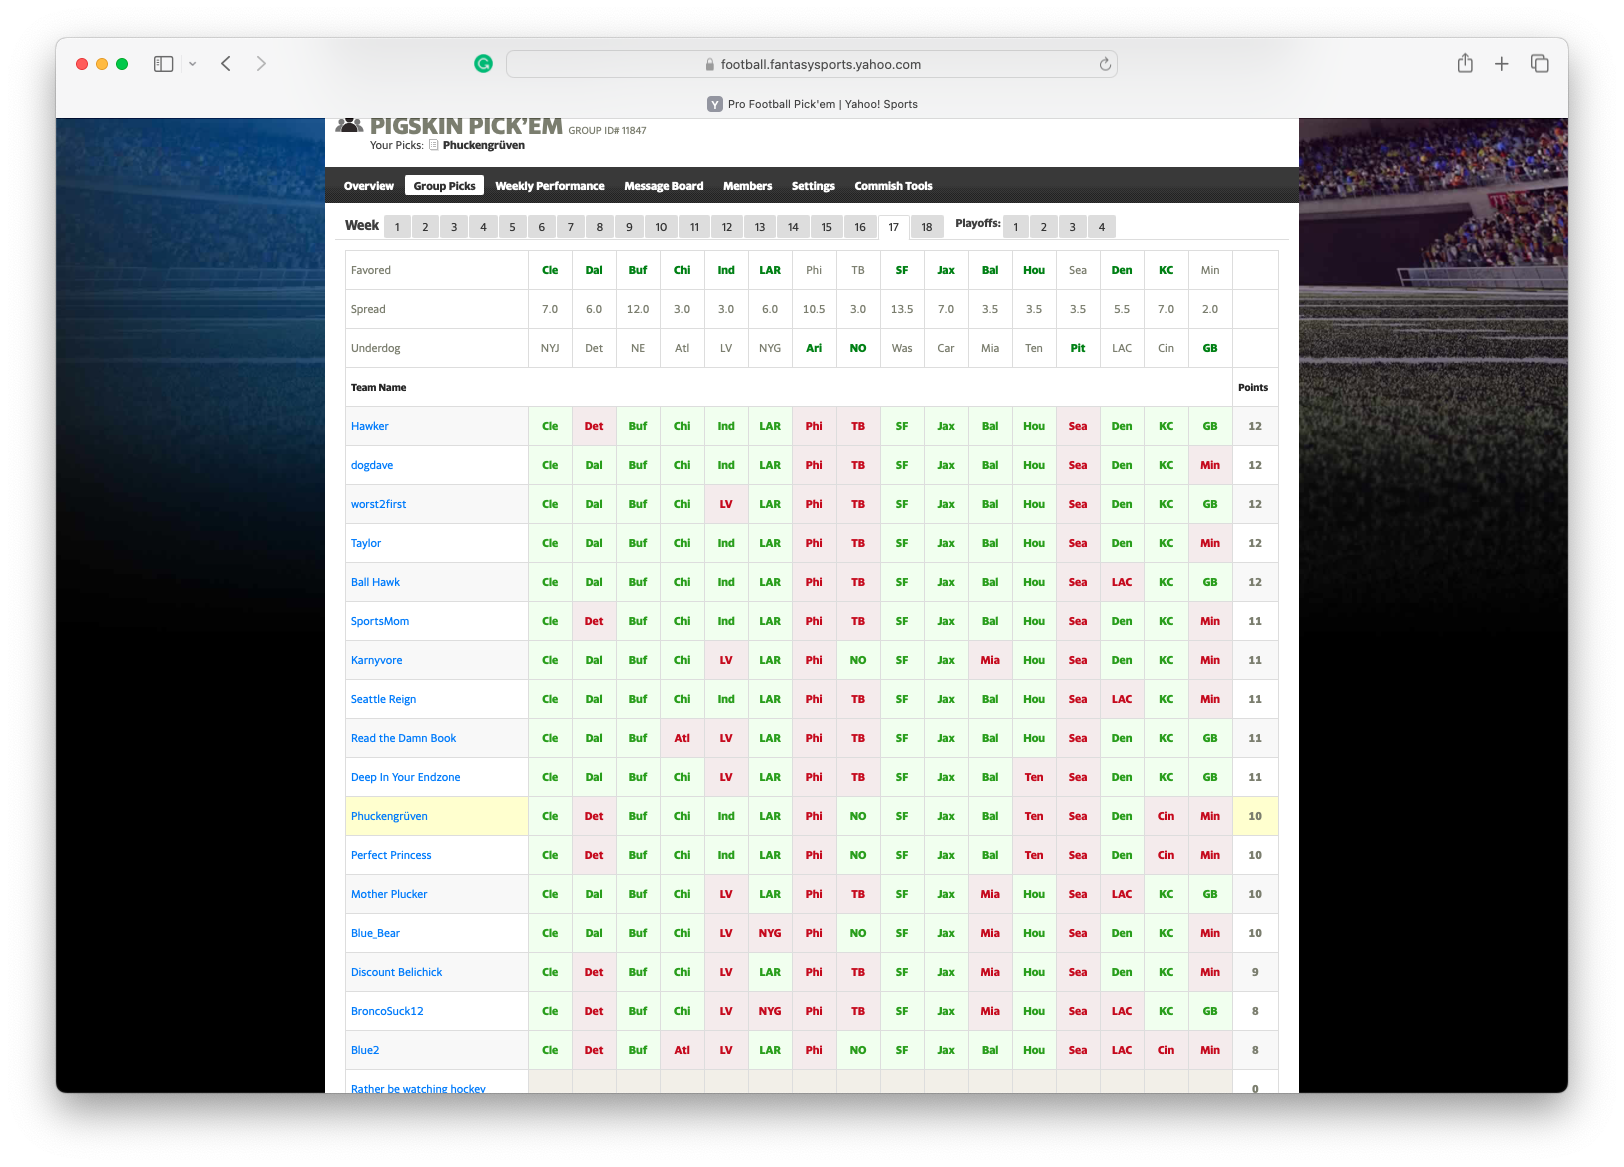 football.fantasysports.yahoo.com
Y Pro Football Pick'em | Yahoo! Sports
PIGSKIN PICK'EM GROUP ID# 11847
Your Picks: Phuckengrüven
Overview Group Picks Weekly Performance Message Board Members Settings Commish Tools
Week 1 2 3 4 5 6 7 8 9 10 11 12 13 14 15 16 17 18 Playoffs: 1 2 3 4
Favored Cle Dal Buf Chi Ind LAR Phi TB SF Jax Bal Hou Sea Den KC Min
Spread 7.0 6.0 12.0 3.0 3.0 6.0 10.5 3.0 13.5 7.0 3.5 3.5 3.5 5.5 7.0 2.0
Underdog NYJ Det NE Atl LV NYG Ari NO Was Car Mia Ten Pit LAC Cin GB
Team Name Points
Hawker Cle Det Buf Chi Ind LAR Phi TB SF Jax Bal Hou Sea Den KC GB 12
dogdave Cle Dal Buf Chi Ind LAR Phi TB SF Jax Bal Hou Sea Den KC Min 12
worst2first Cle Dal Buf Chi LV LAR Phi TB SF Jax Bal Hou Sea Den KC GB 12
Taylor Cle Dal Buf Chi Ind LAR Phi TB SF Jax Bal Hou Sea Den KC Min 12
Ball Hawk Cle Dal Buf Chi Ind LAR Phi TB SF Jax Bal Hou Sea LAC KC GB 12
SportsMom Cle Det Buf Chi Ind LAR Phi TB SF Jax Bal Hou Sea Den KC Min 11
Karnyvore Cle Dal Buf Chi LV LAR Phi NO SF Jax Mia Hou Sea Den KC Min 11
Seattle Reign Cle Dal Buf Chi Ind LAR Phi TB SF Jax Bal Hou Sea LAC KC Min 11
Read the Damn Book Cle Dal Buf Atl LV LAR Phi TB SF Jax Bal Hou Sea Den KC GB 11
Deep In Your Endzone Cle Dal Buf Chi LV LAR Phi TB SF Jax Bal Ten Sea Den KC GB 11
Phuckengrüven Cle Det Buf Chi Ind LAR Phi NO SF Jax Bal Ten Sea Den Cin Min 10
Perfect Princess Cle Det Buf Chi Ind LAR Phi NO SF Jax Bal Ten Sea Den Cin Min 10
Mother Plucker Cle Dal Buf Chi LV LAR Phi TB SF Jax Mia Hou Sea LAC KC GB 10
Blue_Bear Cle Dal Buf Chi LV NYG Phi NO SF Jax Mia Hou Sea Den KC Min 10
Discount Belichick Cle Det Buf Chi LV LAR Phi TB SF Jax Mia Hou Sea Den KC Min 9
BroncoSuck12 Cle Det Buf Chi LV NYG Phi TB SF Jax Mia Hou Sea LAC KC GB 8
Blue2 Cle Det Buf Atl LV LAR Phi NO SF Jax Bal Hou Sea LAC Cin Min 8
Rather be watching hockey 0